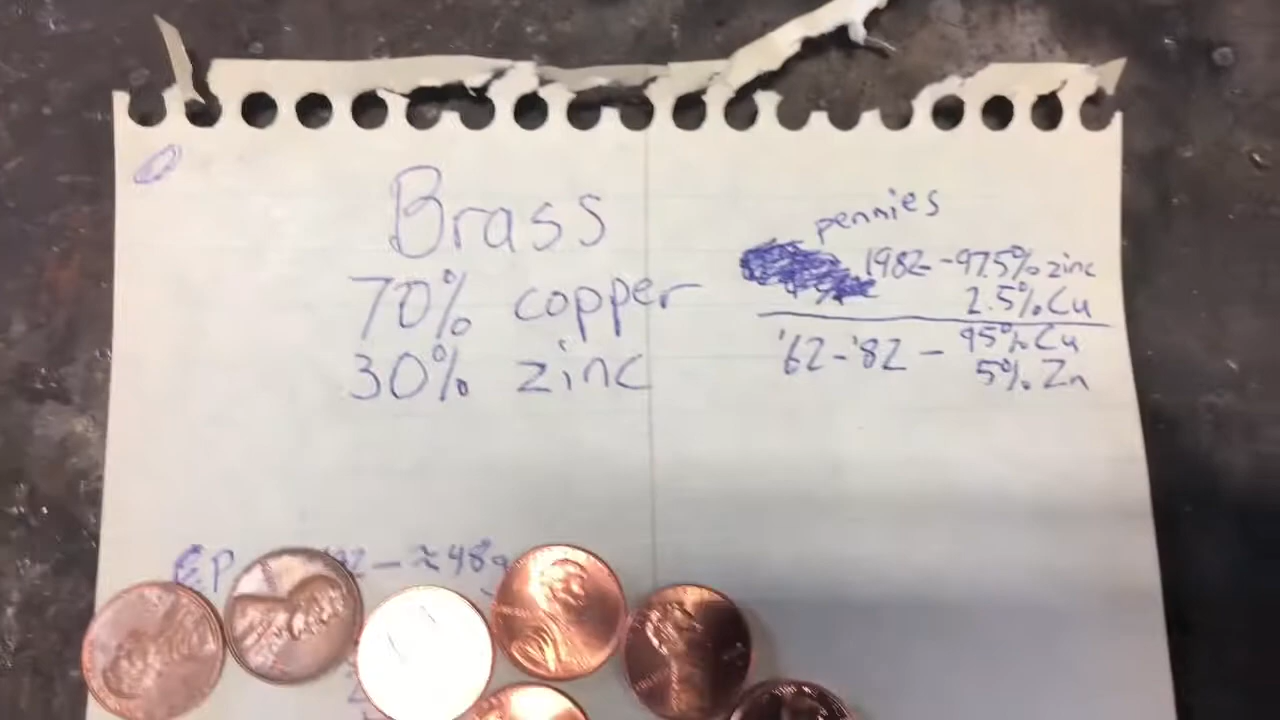 Brass
70% copper
30% zinc
pennies
1982- -97.5% zinc
2.5% Cu
'62-'82 - 95% Cu
5% Zn
- ≈48g